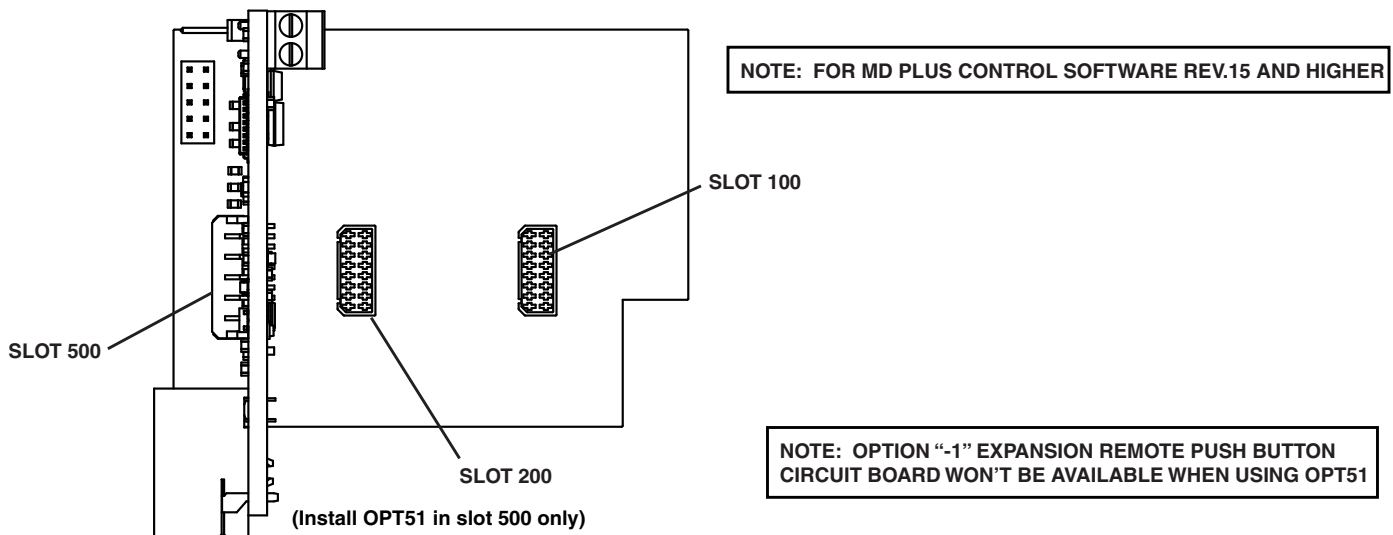 NOTE: FOR MD PLUS CONTROL SOFTWARE REV.15 AND HIGHER
SLOT 100
SLOT 500
SLOT 200
(Install OPT51 in slot 500 only)
NOTE: OPTION “-1” EXPANSION REMOTE PUSH BUTTON
CIRCUIT BOARD WON’T BE AVAILABLE WHEN USING OPT51